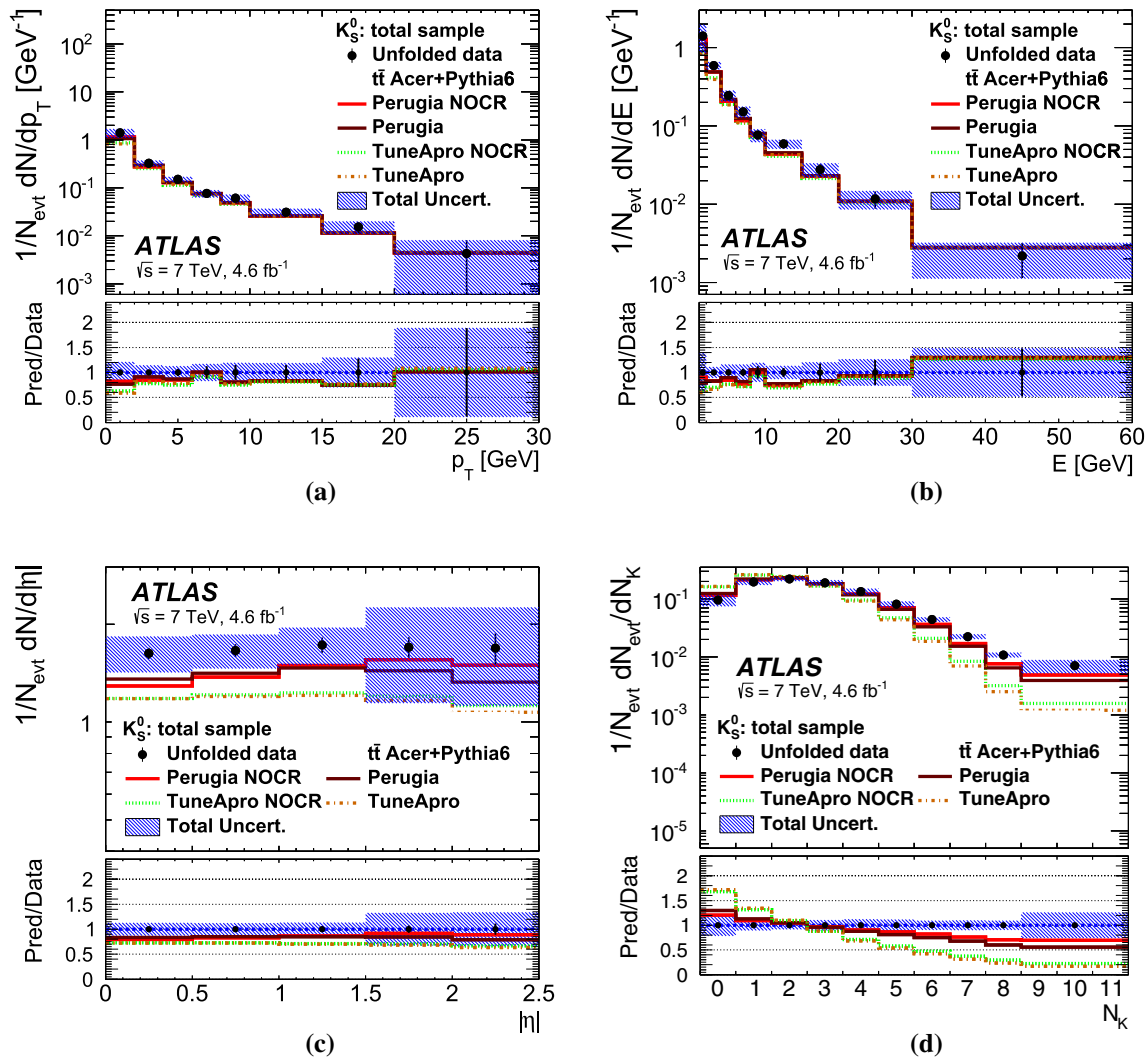 1/N_evt dN/dp_T [GeV⁻¹]
10²
10
1
10⁻¹
10⁻²
10⁻³
K⁰_S: total sample
Unfolded data
tt̄ Acer+Pythia6
Perugia NOCR
Perugia
TuneApro NOCR
TuneApro
Total Uncert.
ATLAS
√s = 7 TeV, 4.6 fb⁻¹
Pred/Data
2
1.5
1
0.5
0
0 5 10 15 20 25 30
p_T [GeV]
(a)
1/N_evt dN/dE [GeV⁻¹]
1
10⁻¹
10⁻²
10⁻³
K⁰_S: total sample
Unfolded data
tt̄ Acer+Pythia6
Perugia NOCR
Perugia
TuneApro NOCR
TuneApro
Total Uncert.
ATLAS
√s = 7 TeV, 4.6 fb⁻¹
Pred/Data
2
1.5
1
0.5
0
10 20 30 40 50 60
E [GeV]
(b)
1/N_evt dN/d|η|
1
ATLAS
√s = 7 TeV, 4.6 fb⁻¹
K⁰_S: total sample
Unfolded data tt̄ Acer+Pythia6
Perugia NOCR Perugia
TuneApro NOCR TuneApro
Total Uncert.
Pred/Data
2
1.5
1
0.5
0
0 0.5 1 1.5 2 2.5
|η|
(c)
1/N_evt dN_evt/dN_K
10⁻¹
10⁻²
10⁻³
10⁻⁴
10⁻⁵
ATLAS
√s = 7 TeV, 4.6 fb⁻¹
K⁰_S: total sample
Unfolded data tt̄ Acer+Pythia6
Perugia NOCR Perugia
TuneApro NOCR TuneApro
Total Uncert.
Pred/Data
2
1.5
1
0.5
0
0 1 2 3 4 5 6 7 8 9 10 11
N_K
(d)